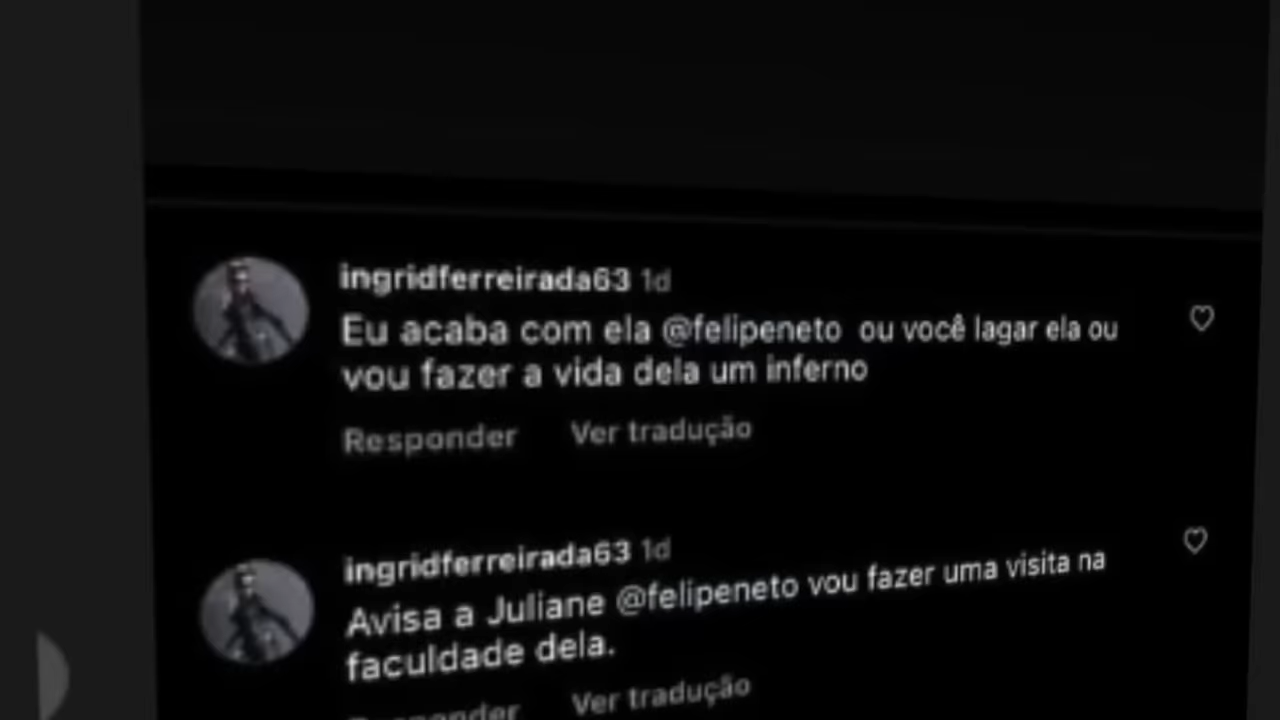 ingridferreirada63 1d
Eu acaba com ela @felipeneto ou você lagar ela ou
vou fazer a vida dela um inferno
Responder Ver tradução
ingridferreirada63 1d
Avisa a Juliane @felipeneto vou fazer uma visita na
faculdade dela.
Responder Ver tradução